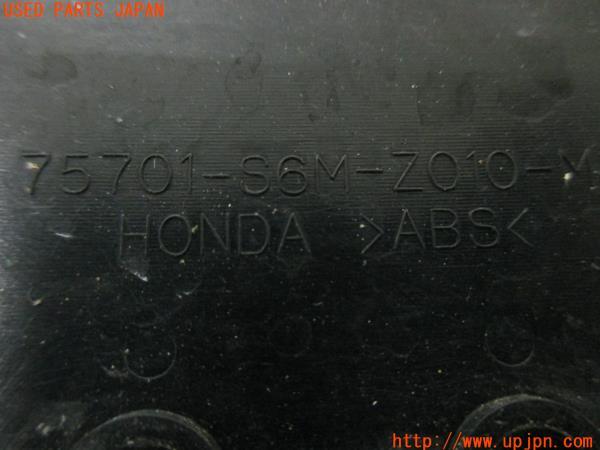 USED PARTS JAPAN
75701-S6M-Z010-M
HONDA >ABS<
http://www.upjpn.com/